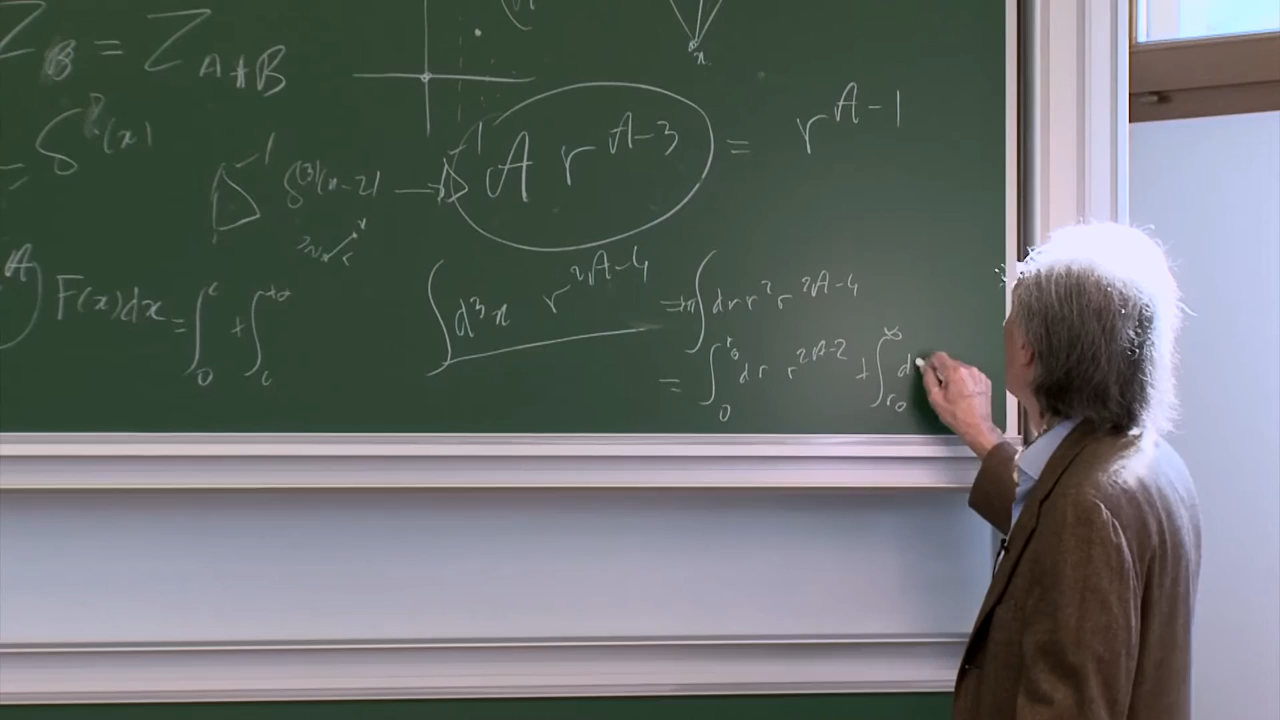 Z_B = Z_{A+B}
x
= δ (x)
Δ^{-1} δ^{(3)}(x-z) → Δ^{-1} A r^{A-3} = r^{A-1}
A) F(x)dx = ∫_0^c + ∫_c^{+∞}
∫ d^3x r^{2A-4} = 4π ∫ dr r^2 r^{2A-4}
= ∫_0^{r_0} dr r^{2A-2} + ∫_{r_0}^∞ d